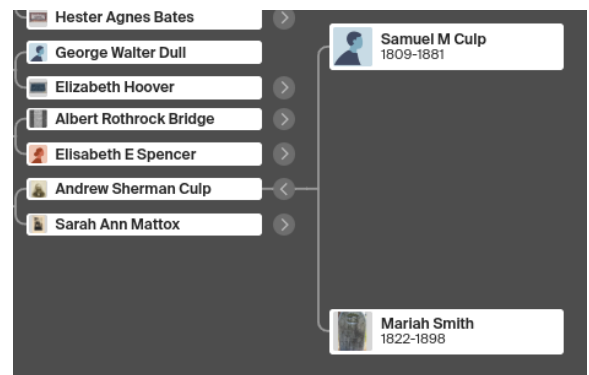 Hester Agnes Bates
George Walter Dull
Elizabeth Hoover
Albert Rothrock Bridge
Elisabeth E Spencer
Andrew Sherman Culp
Sarah Ann Mattox
Samuel M Culp
1809-1881
Mariah Smith
1822-1898